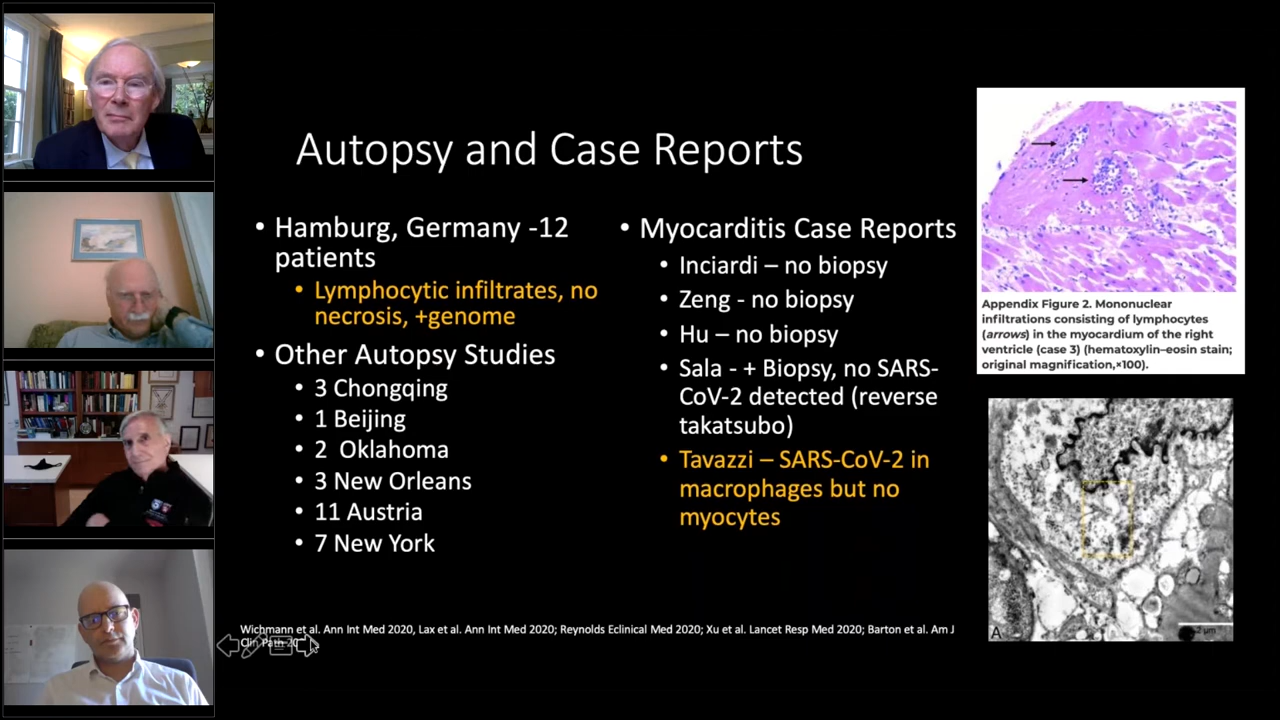 Autopsy and Case Reports
• Hamburg, Germany -12
patients
• Lymphocytic infiltrates, no
necrosis, +genome
• Other Autopsy Studies
• 3 Chongqing
• 1 Beijing
• 2 Oklahoma
• 3 New Orleans
• 11 Austria
• 7 New York
• Myocarditis Case Reports
• Inciardi – no biopsy
• Zeng - no biopsy
• Hu – no biopsy
• Sala - + Biopsy, no SARS-
CoV-2 detected (reverse
takatsubo)
• Tavazzi – SARS-CoV-2 in
macrophages but no
myocytes
Appendix Figure 2. Mononuclear
infiltrations consisting of lymphocytes
(arrows) in the myocardium of the right
ventricle (case 3) (hematoxylin–eosin stain;
original magnification,×100).
A
2 µm
Wichmann et al. Ann Int Med 2020, Lax et al. Ann Int Med 2020; Reynolds Eclinical Med 2020; Xu et al. Lancet Resp Med 2020; Barton et al. Am J
Clin Path